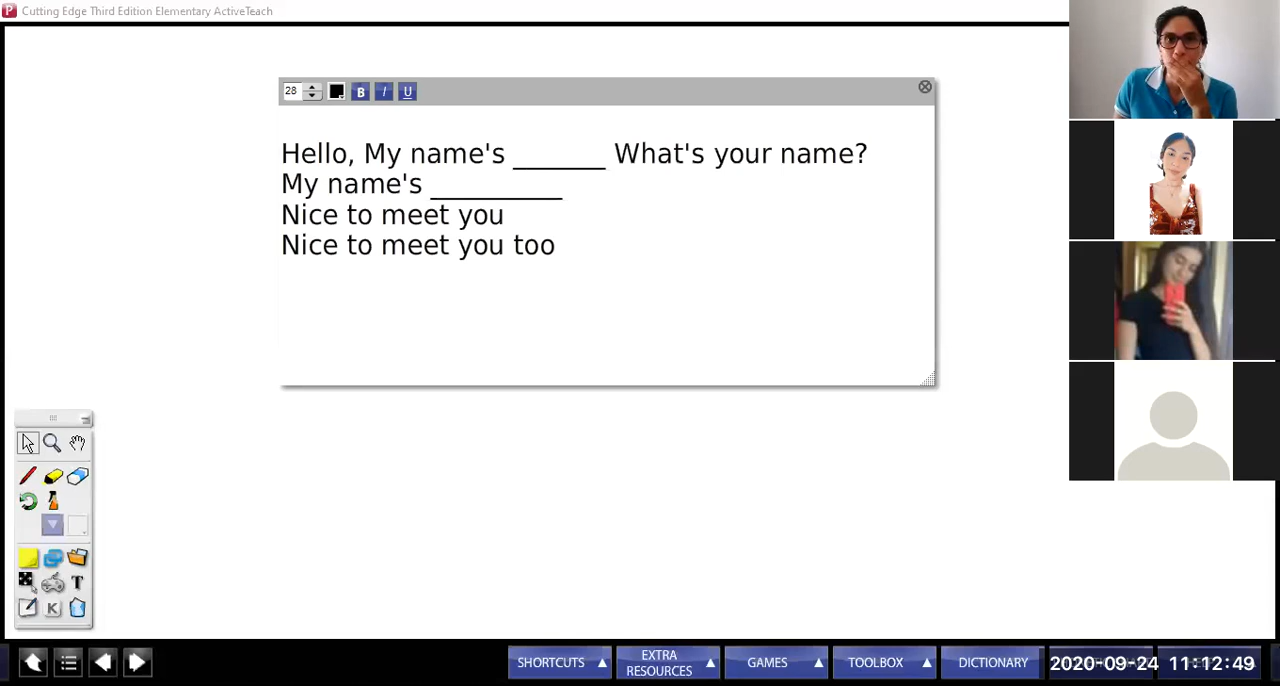 Cutting Edge Third Edition Elementary ActiveTeach
28
B I U
Hello, My name's _______ What's your name?
My name's __________
Nice to meet you
Nice to meet you too
T
K
SHORTCUTS
EXTRA
RESOURCES
GAMES
TOOLBOX
DICTIONARY
2020-09-24 11:12:49